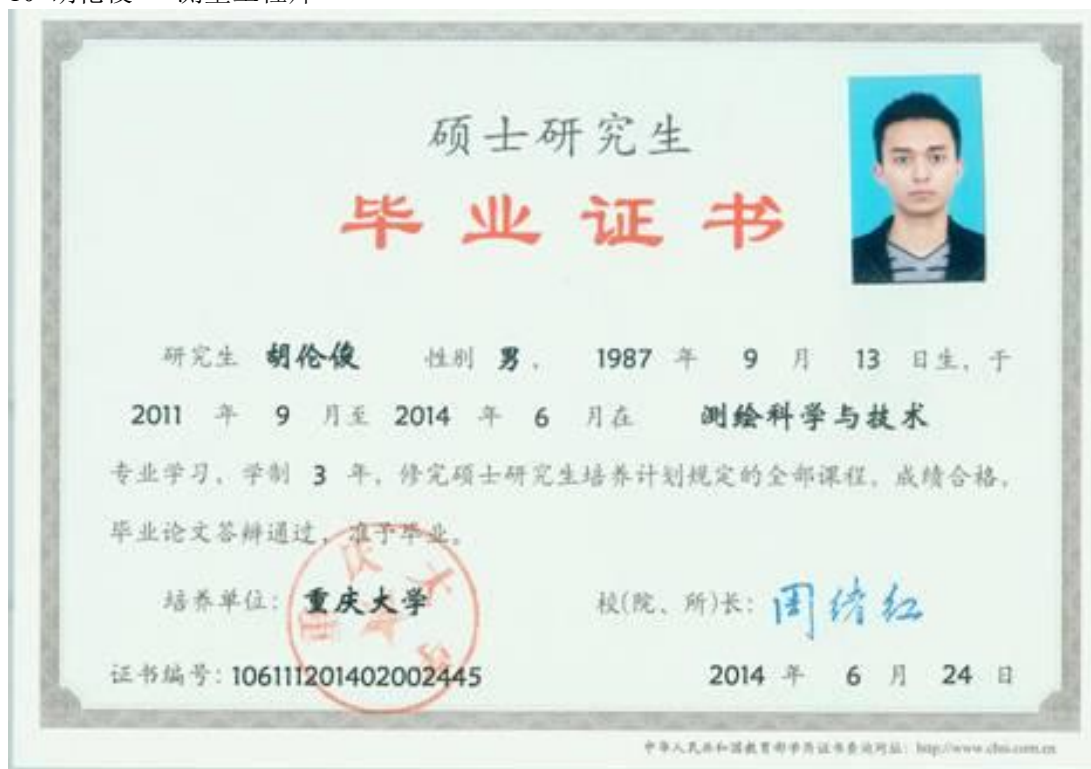 硕士研究生
毕业证书
研究生 胡伦俊 性别 男, 1987 年 9 月 13 日生, 于
2011 年 9 月至 2014 年 6 月在 测绘科学与技术
专业学习, 学制 3 年, 修完硕士研究生培养计划规定的全部课程, 成绩合格,
毕业论文答辩通过, 准予毕业。
培养单位: 重庆大学 校(院、所)长: 周绪红
重庆大学
证书编号: 106111201402002445 2014 年 6 月 24 日
中华人民共和国教育部学历证书查询网址: http://www.chsi.com.cn